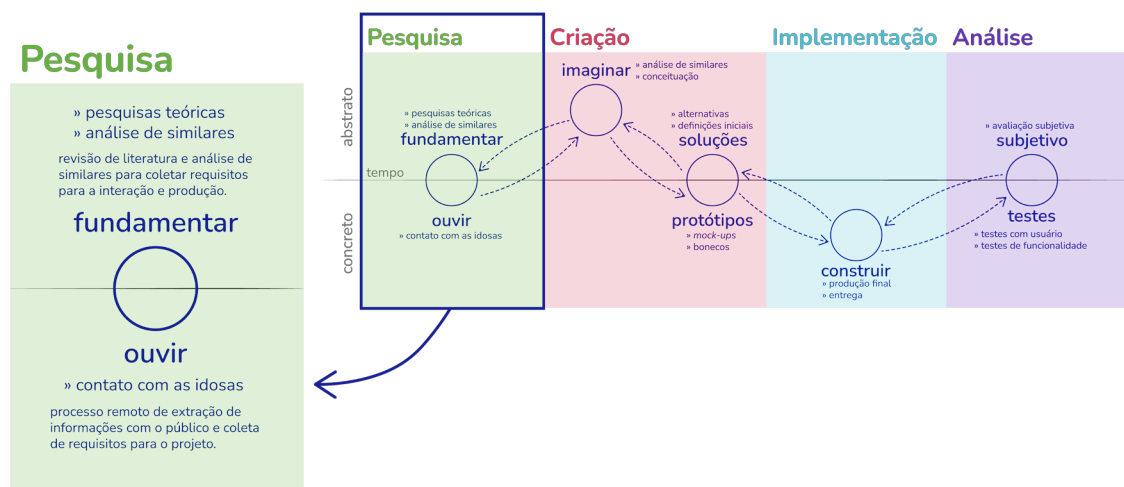 Pesquisa
» pesquisas teóricas
» análise de similares
revisão de literatura e análise de
similares para coletar requisitos
para a interação e produção.
fundamentar
ouvir
» contato com as idosas
processo remoto de extração de
informações com o público e coleta
de requisitos para o projeto.
abstrato
concreto
tempo
Pesquisa
» pesquisas teóricas
» análise de similares
fundamentar
ouvir
» contato com as idosas
Criação
imaginar
» análise de similares
» conceituação
» alternativas
» definições iniciais
soluções
protótipos
» mock-ups
» bonecos
Implementação
construir
» produção final
» entrega
Análise
» avaliação subjetiva
subjetivo
testes
» testes com usuário
» testes de funcionalidade